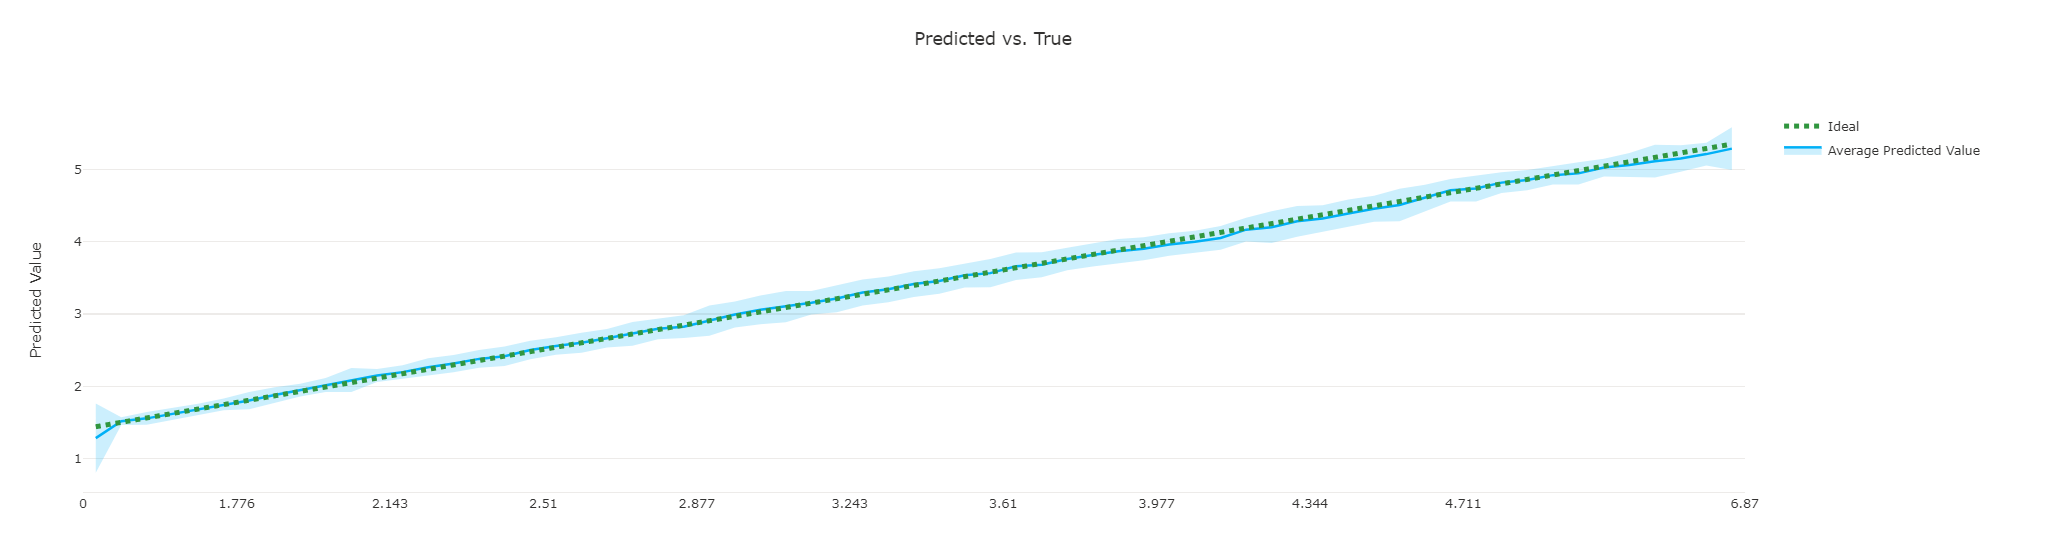 Predicted vs. True
Ideal
Average Predicted Value
Predicted Value
5
4
3
2
1
0 1.776 2.143 2.51 2.877 3.243 3.61 3.977 4.344 4.711 6.87